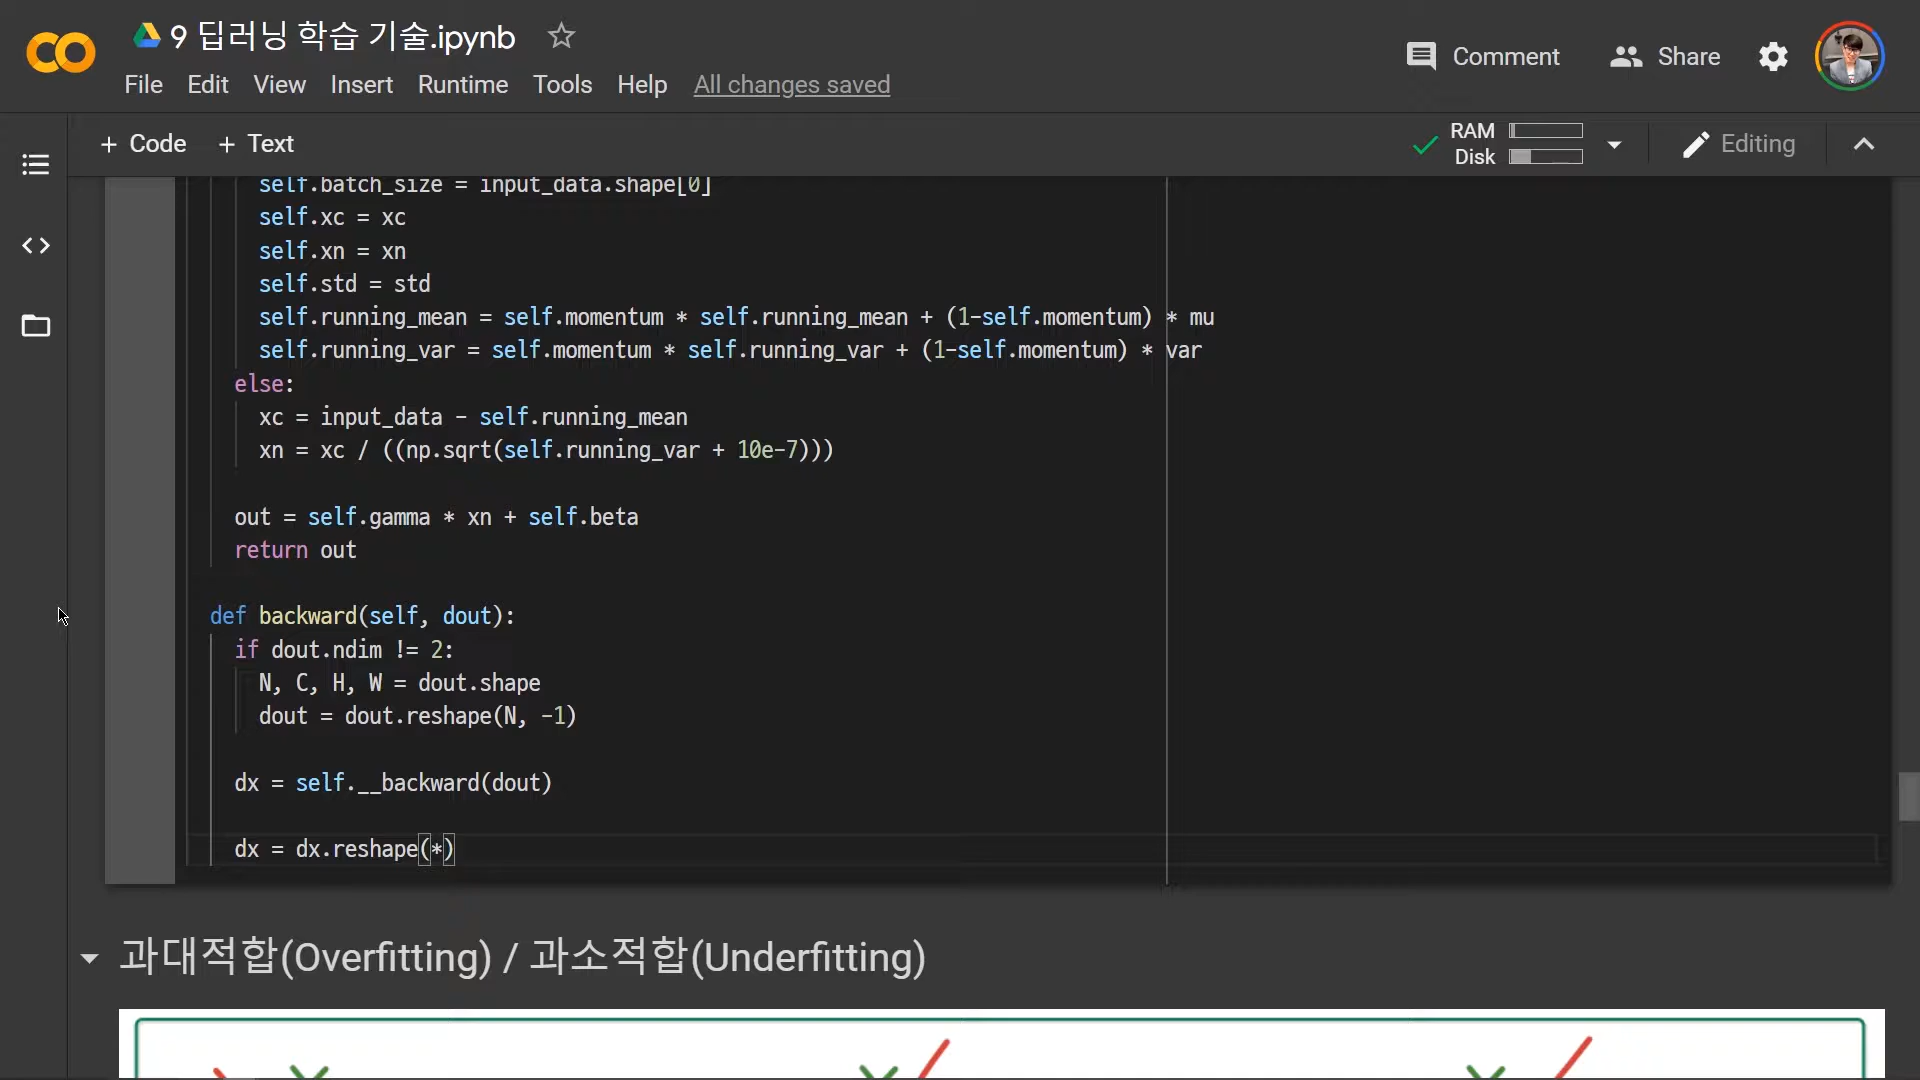 9 딥러닝 학습 기술.ipynb
File Edit View Insert Runtime Tools Help All changes saved
Comment Share
+ Code + Text
RAM
Disk
Editing
self.batch_size = input_data.shape[0]
self.xc = xc
self.xn = xn
self.std = std
self.running_mean = self.momentum * self.running_mean + (1-self.momentum) * mu
self.running_var = self.momentum * self.running_var + (1-self.momentum) * var
else:
xc = input_data - self.running_mean
xn = xc / ((np.sqrt(self.running_var + 10e-7)))
out = self.gamma * xn + self.beta
return out
def backward(self, dout):
if dout.ndim != 2:
N, C, H, W = dout.shape
dout = dout.reshape(N, -1)
dx = self.__backward(dout)
dx = dx.reshape(*)
과대적합(Overfitting) / 과소적합(Underfitting)